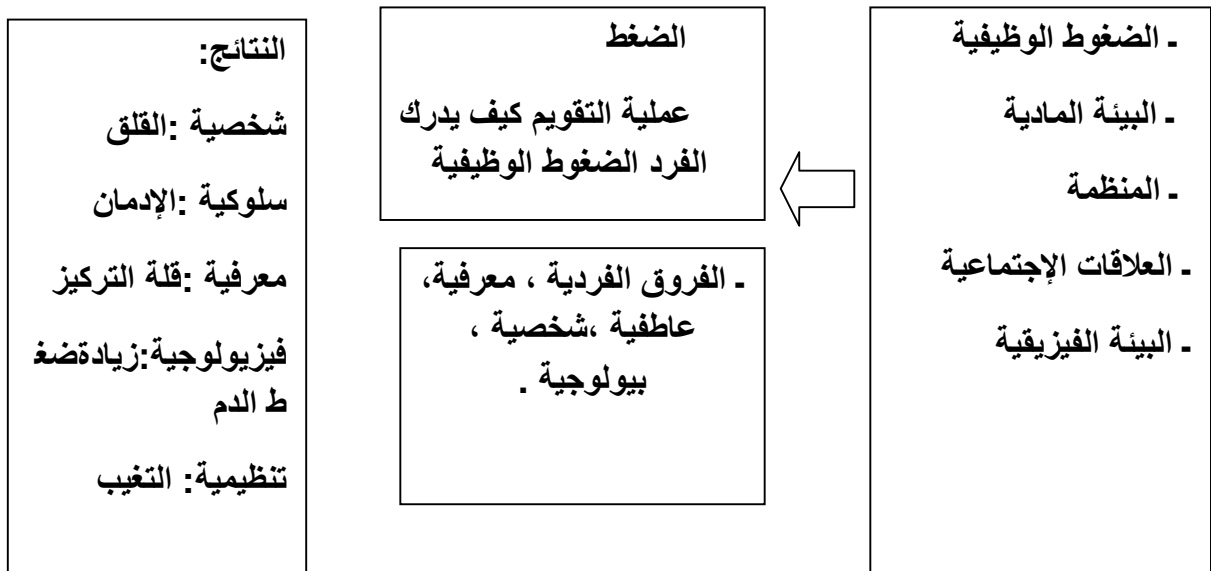 ـ الضغوط الوظيفية
ـ البيئة المادية
ـ المنظمة
ـ العلاقات الإجتماعية
ـ البيئة الفيزيقية
الضغط
عملية التقويم كيف يدرك
الفرد الضغوط الوظيفية
ـ الفروق الفردية ، معرفية،
عاطفية ،شخصية ،
بيولوجية .
النتائج:
شخصية :القلق
سلوكية :الإدمان
معرفية :قلة التركيز
فيزيولوجية:زيادةضغ
ط الدم
تنظيمية: التغيب